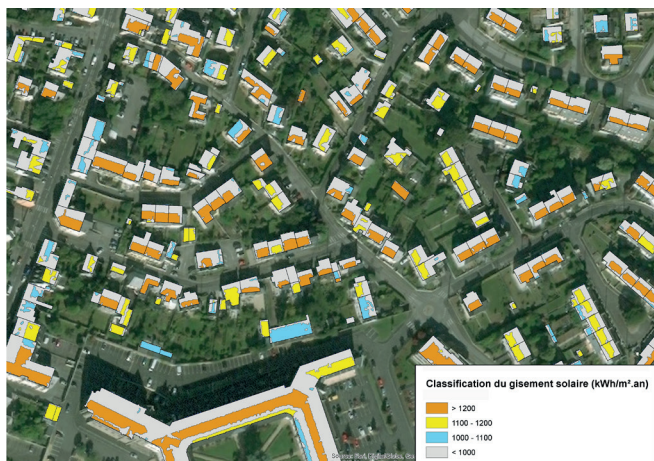 Classification du gisement solaire (kWh/m².an)
> 1200
1100 - 1200
1000 - 1100
< 1000